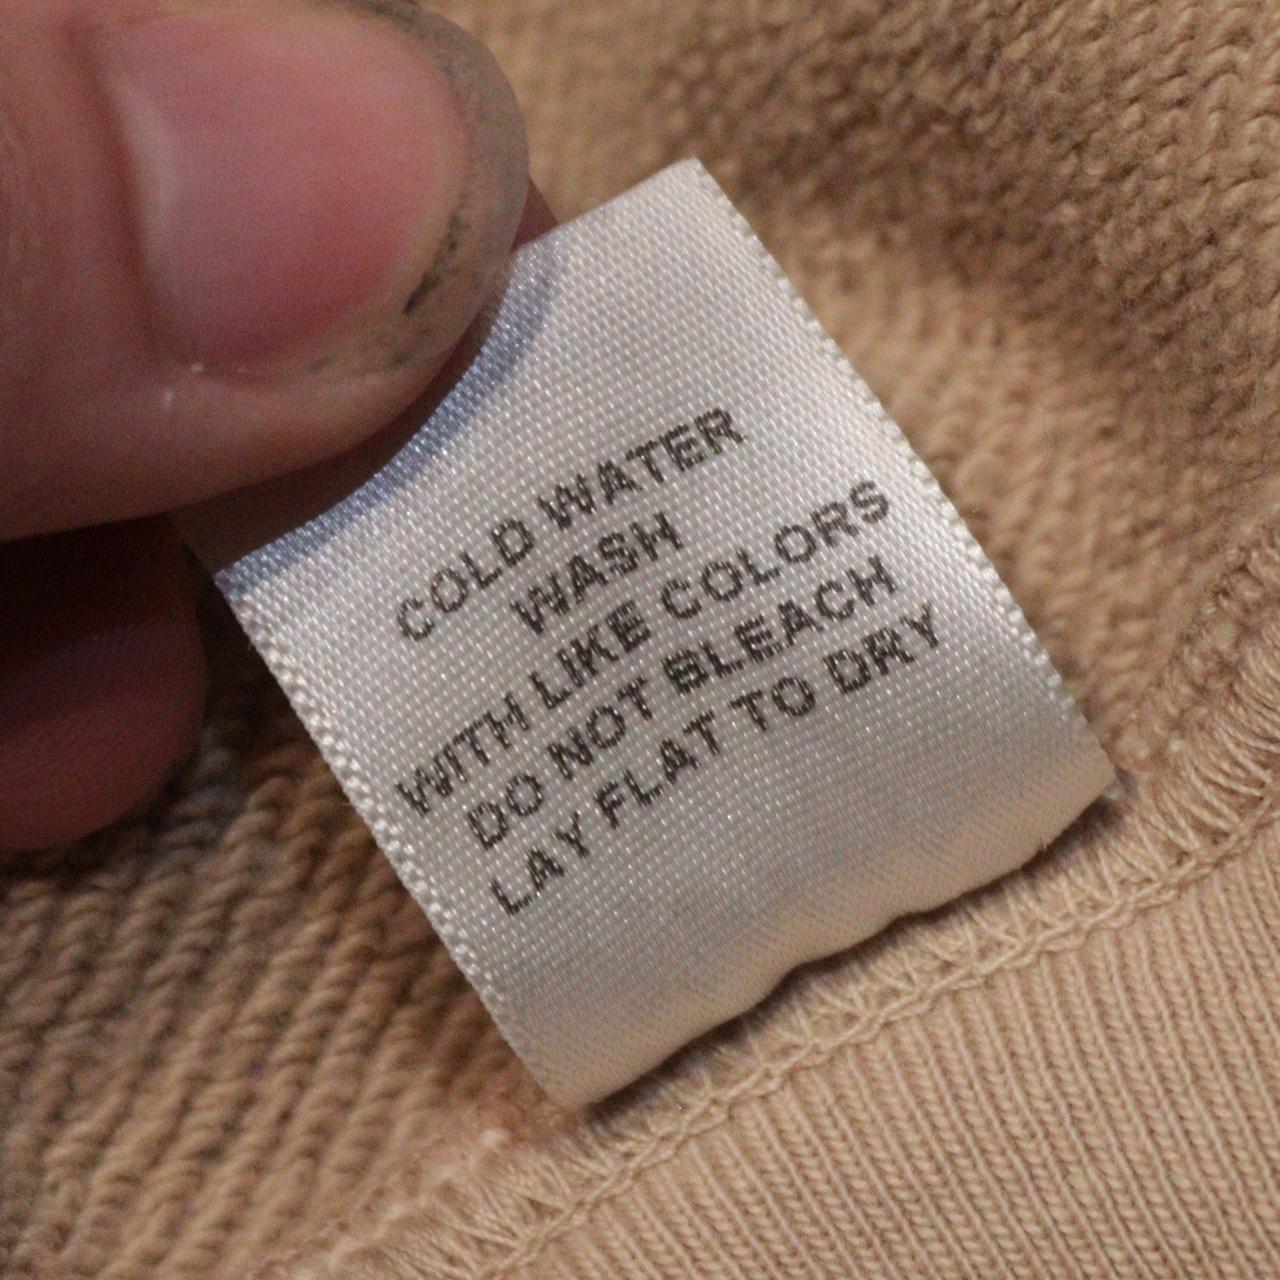 COLD WATER
WASH
WITH LIKE COLORS
DO NOT BLEACH
LAY FLAT TO DRY